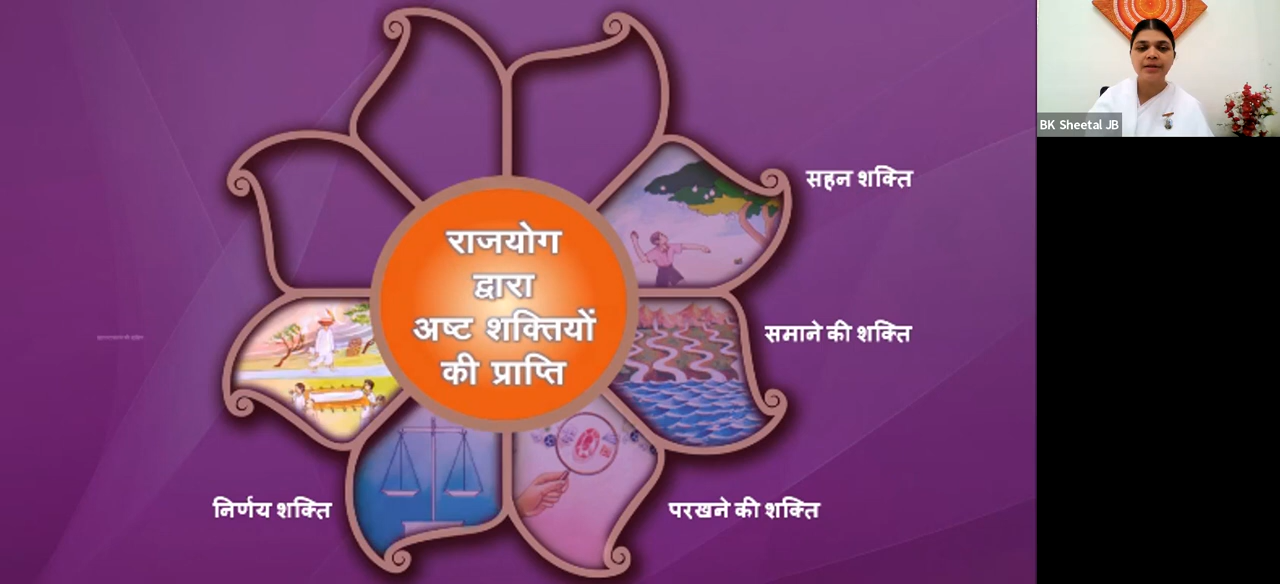 राजयोग
द्वारा
अष्ट शक्तियों
की प्राप्ति
सहन शक्ति
समाने की शक्ति
परखने की शक्ति
निर्णय शक्ति
BK Sheetal JB